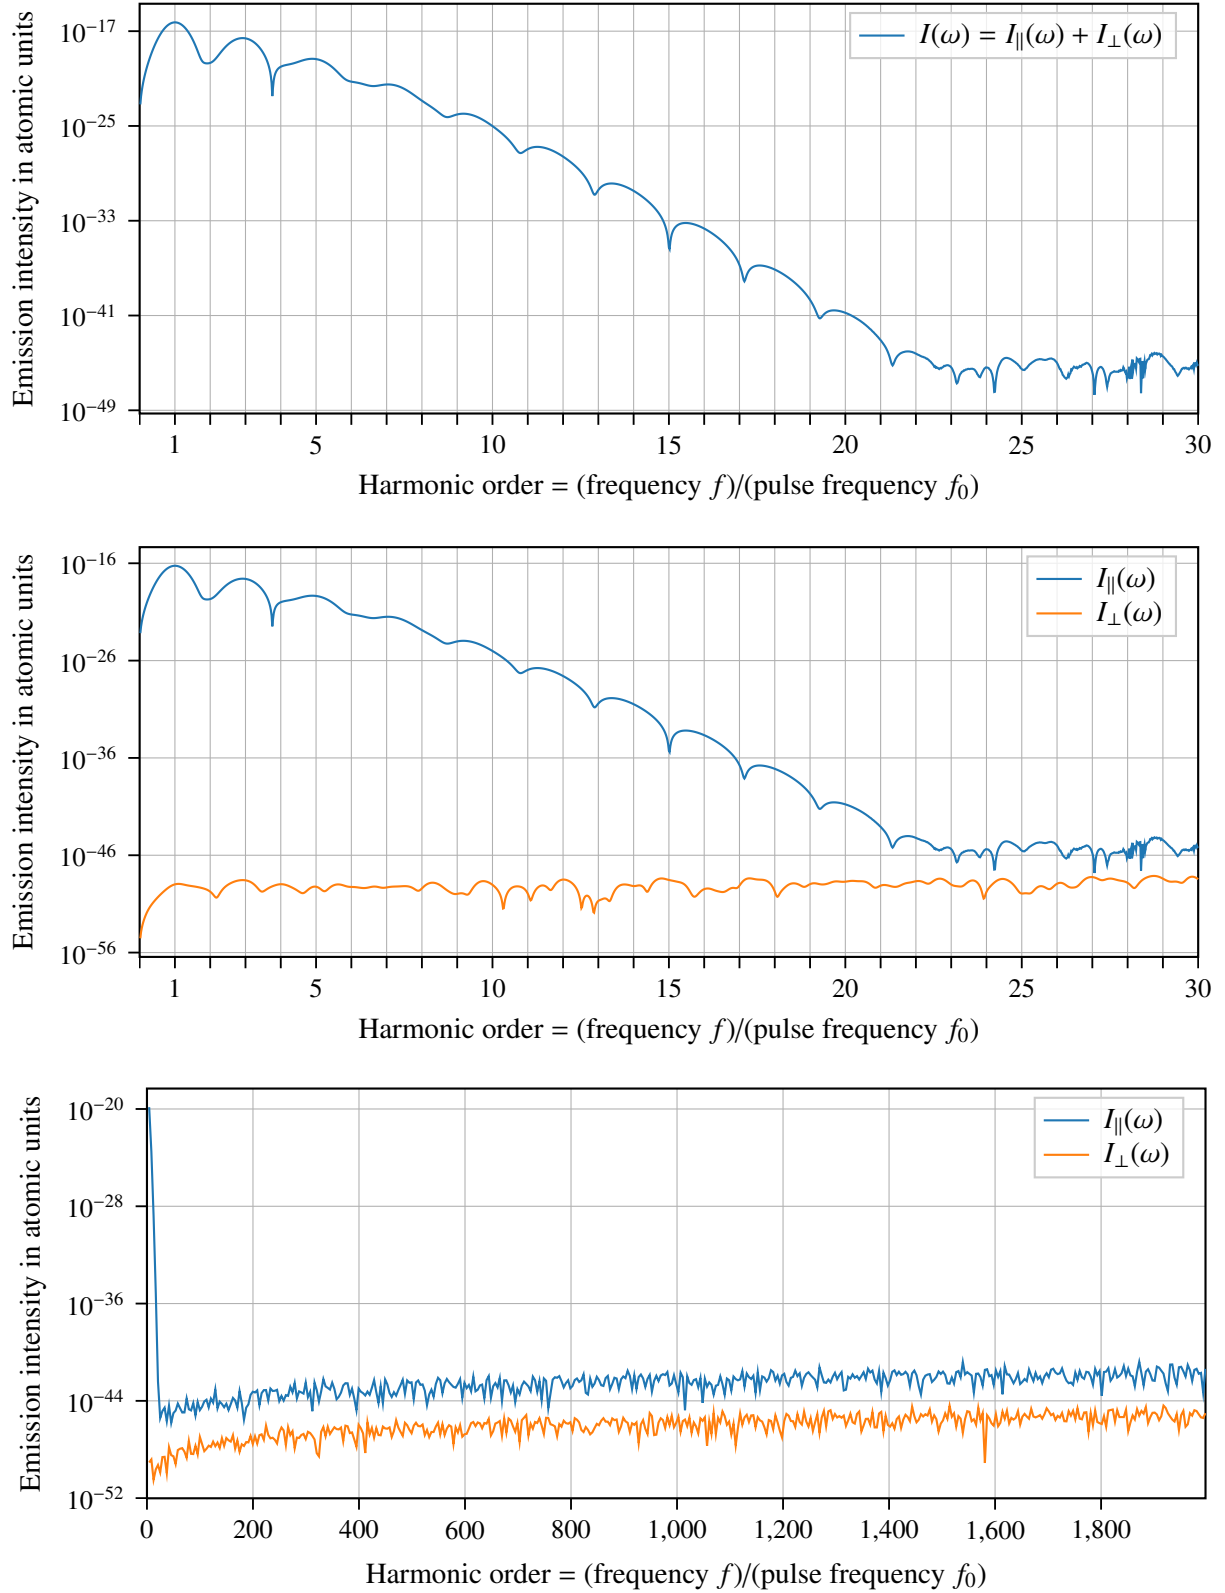 Emission intensity in atomic units
10⁻¹⁷
10⁻²⁵
10⁻³³
10⁻⁴¹
10⁻⁴⁹
I(ω) = I∥(ω) + I⊥(ω)
1 5 10 15 20 25 30
Harmonic order = (frequency f)/(pulse frequency f₀)
Emission intensity in atomic units
10⁻¹⁶
10⁻²⁶
10⁻³⁶
10⁻⁴⁶
10⁻⁵⁶
I∥(ω)
I⊥(ω)
1 5 10 15 20 25 30
Harmonic order = (frequency f)/(pulse frequency f₀)
Emission intensity in atomic units
10⁻²⁰
10⁻²⁸
10⁻³⁶
10⁻⁴⁴
10⁻⁵²
I∥(ω)
I⊥(ω)
0 200 400 600 800 1,000 1,200 1,400 1,600 1,800
Harmonic order = (frequency f)/(pulse frequency f₀)